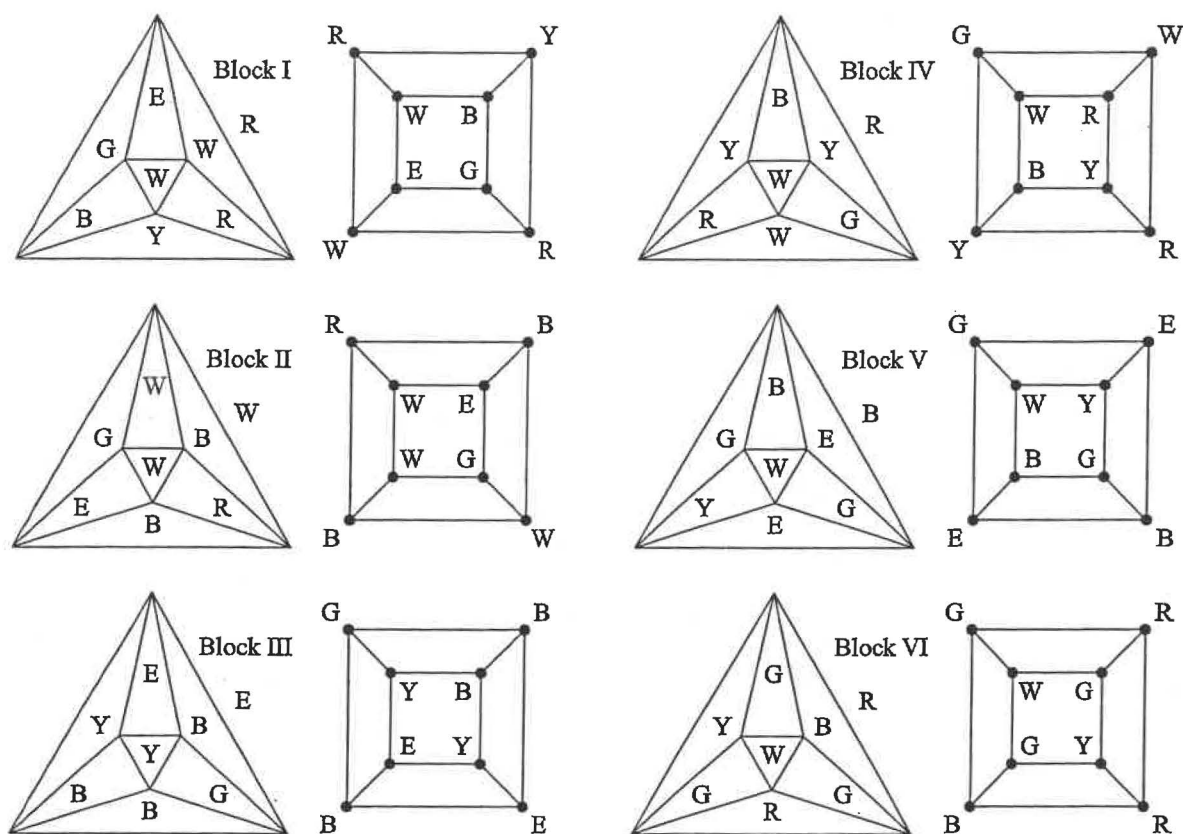 R Y G W
Block I Block IV
E B
R W B R W R
G W Y Y
W E G W B Y
B R R G
Y W
W R Y R
R B G E
Block II Block V
W B
W W E B W Y
G B G E
W W G W B G
E R Y G
B E
B W E B
G B G R
Block III Block VI
E G
E Y B R W G
Y B Y B
Y E Y W G Y
B G G G
B R
B E B R